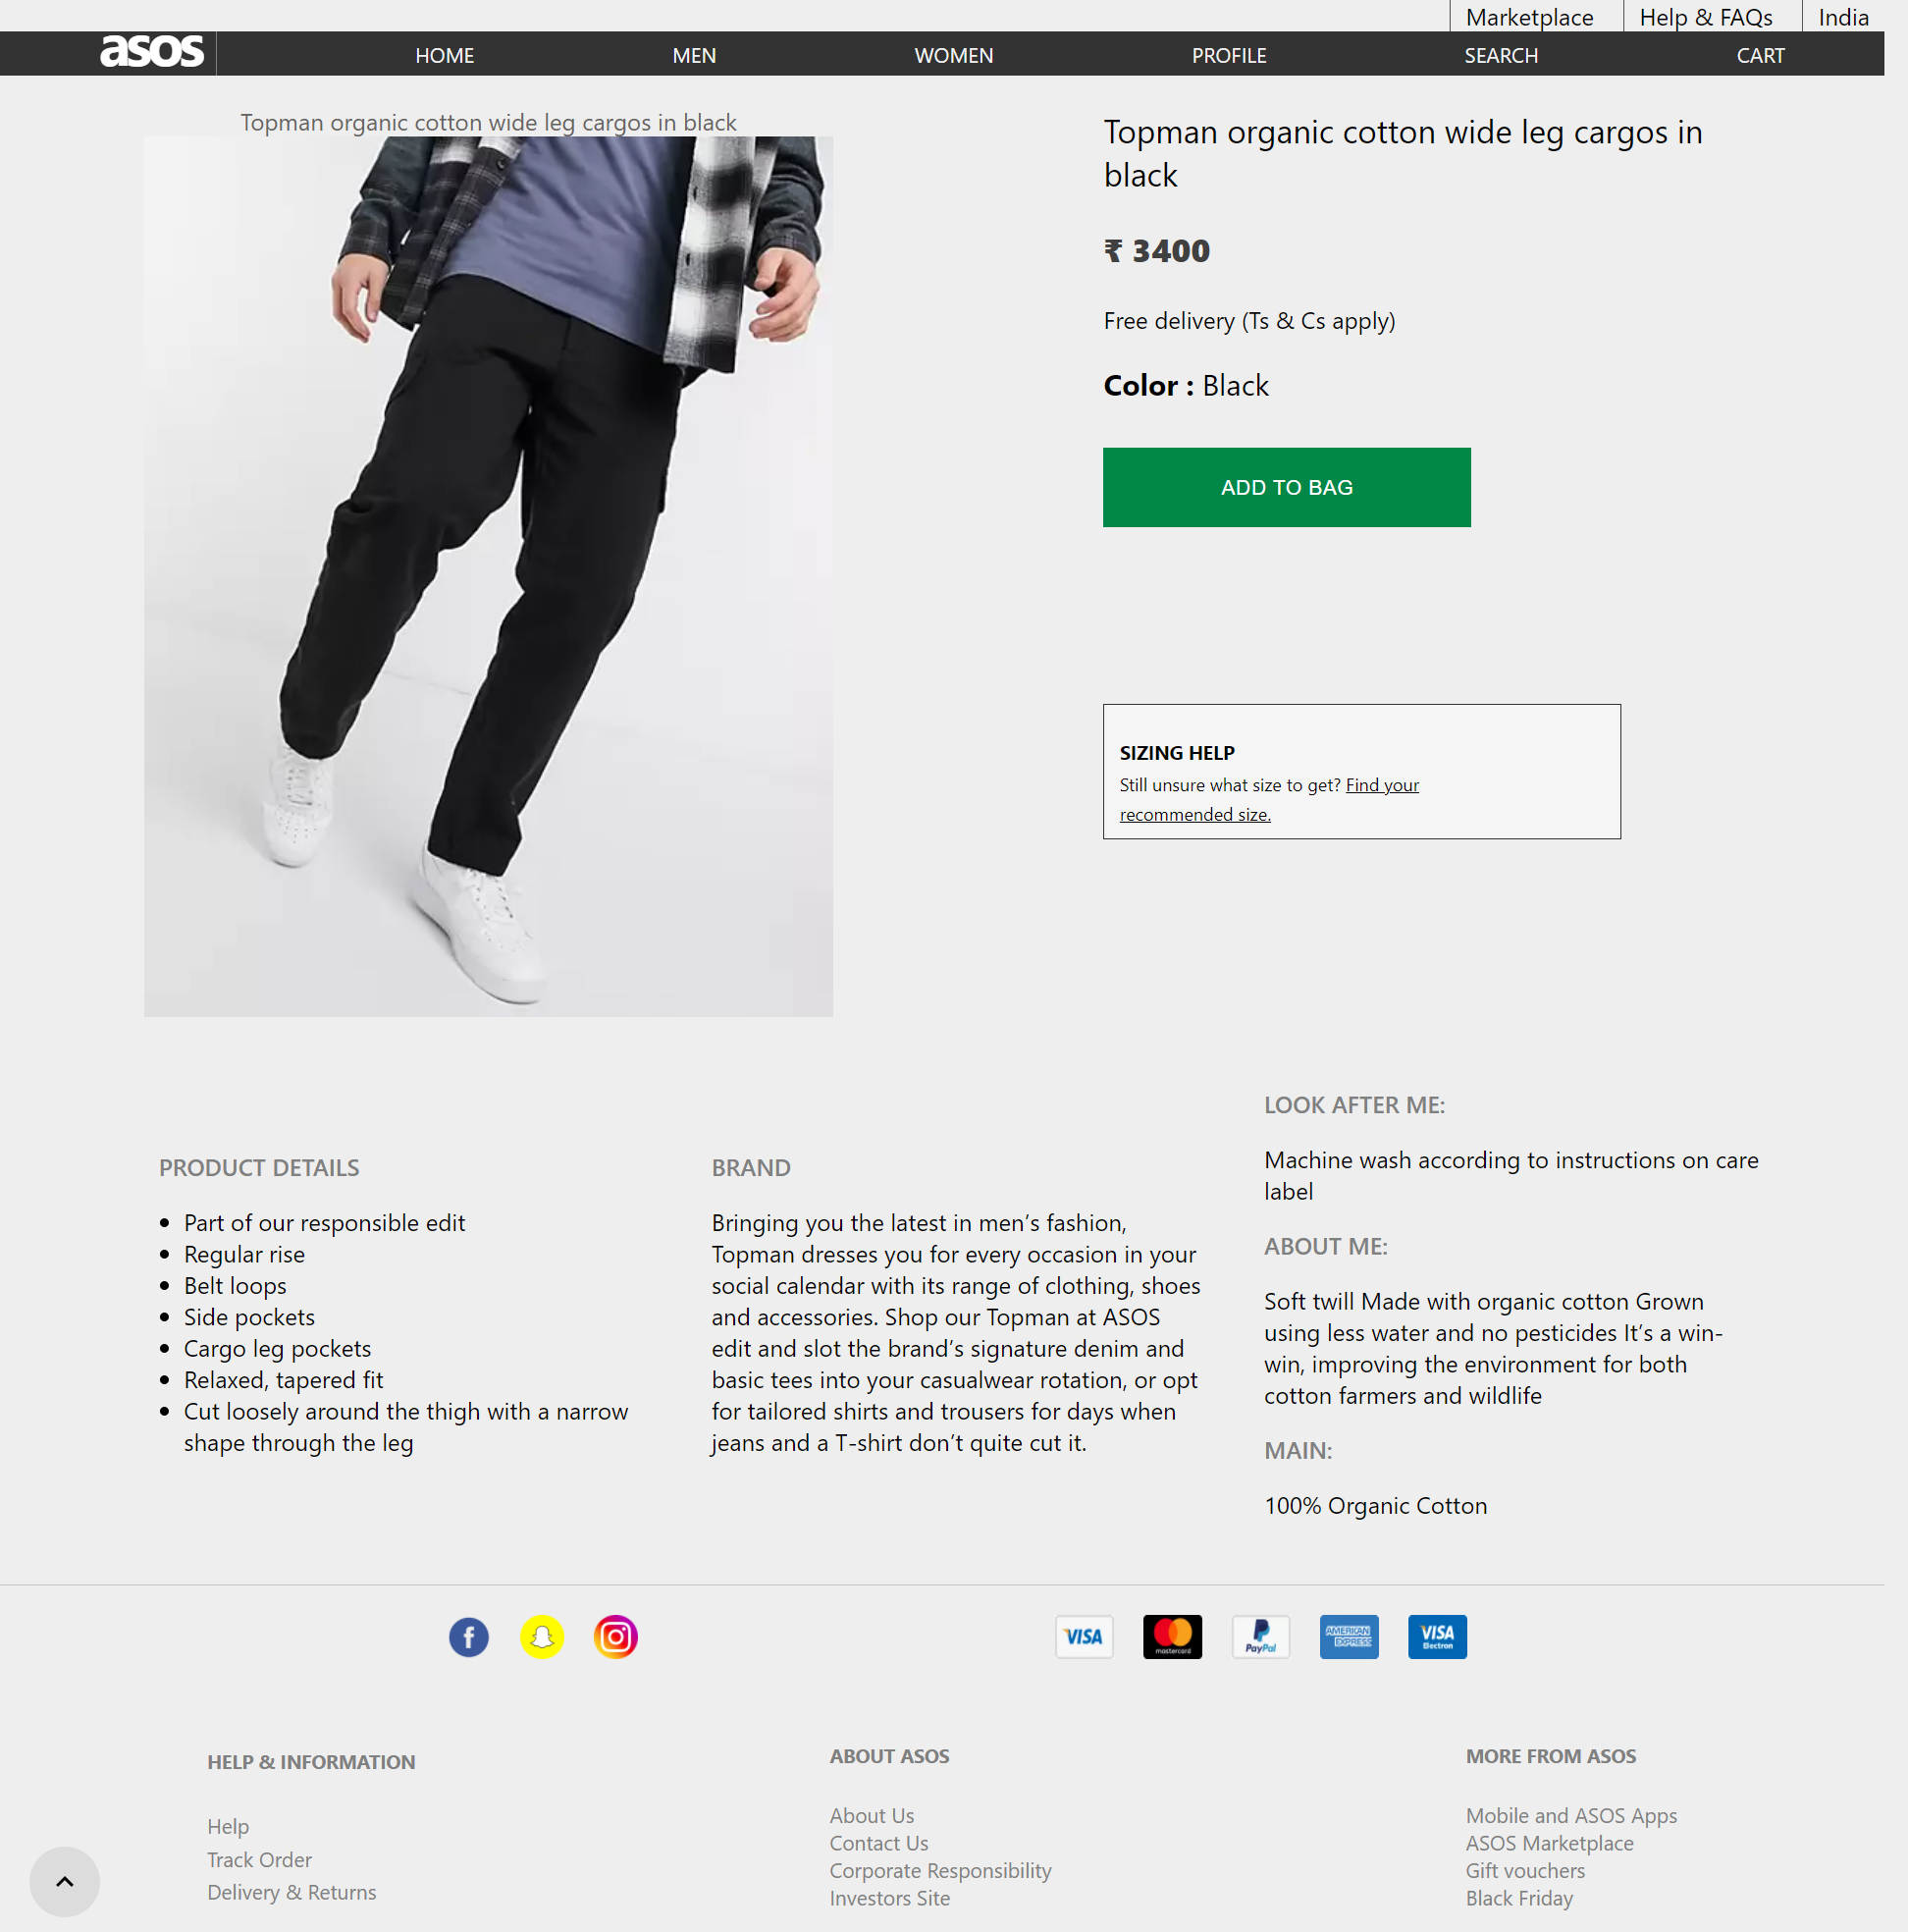 Marketplace
Help & FAQs
India
asos
HOME
MEN
WOMEN
PROFILE
SEARCH
CART
Topman organic cotton wide leg cargos in black
Topman organic cotton wide leg cargos in
black
₹ 3400
Free delivery (Ts & Cs apply)
Color : Black
ADD TO BAG
SIZING HELP
Still unsure what size to get? Find your
recommended size.
PRODUCT DETAILS
Part of our responsible edit
Regular rise
Belt loops
Side pockets
Cargo leg pockets
Relaxed, tapered fit
Cut loosely around the thigh with a narrow
shape through the leg
BRAND
Bringing you the latest in men’s fashion,
Topman dresses you for every occasion in your
social calendar with its range of clothing, shoes
and accessories. Shop our Topman at ASOS
edit and slot the brand’s signature denim and
basic tees into your casualwear rotation, or opt
for tailored shirts and trousers for days when
jeans and a T-shirt don’t quite cut it.
LOOK AFTER ME:
Machine wash according to instructions on care
label
ABOUT ME:
Soft twill Made with organic cotton Grown
using less water and no pesticides It’s a win-
win, improving the environment for both
cotton farmers and wildlife
MAIN:
100% Organic Cotton
VISA
mastercard
PayPal
AMERICAN
EXPRESS
VISA
Electron
HELP & INFORMATION
Help
Track Order
Delivery & Returns
ABOUT ASOS
About Us
Contact Us
Corporate Responsibility
Investors Site
MORE FROM ASOS
Mobile and ASOS Apps
ASOS Marketplace
Gift vouchers
Black Friday